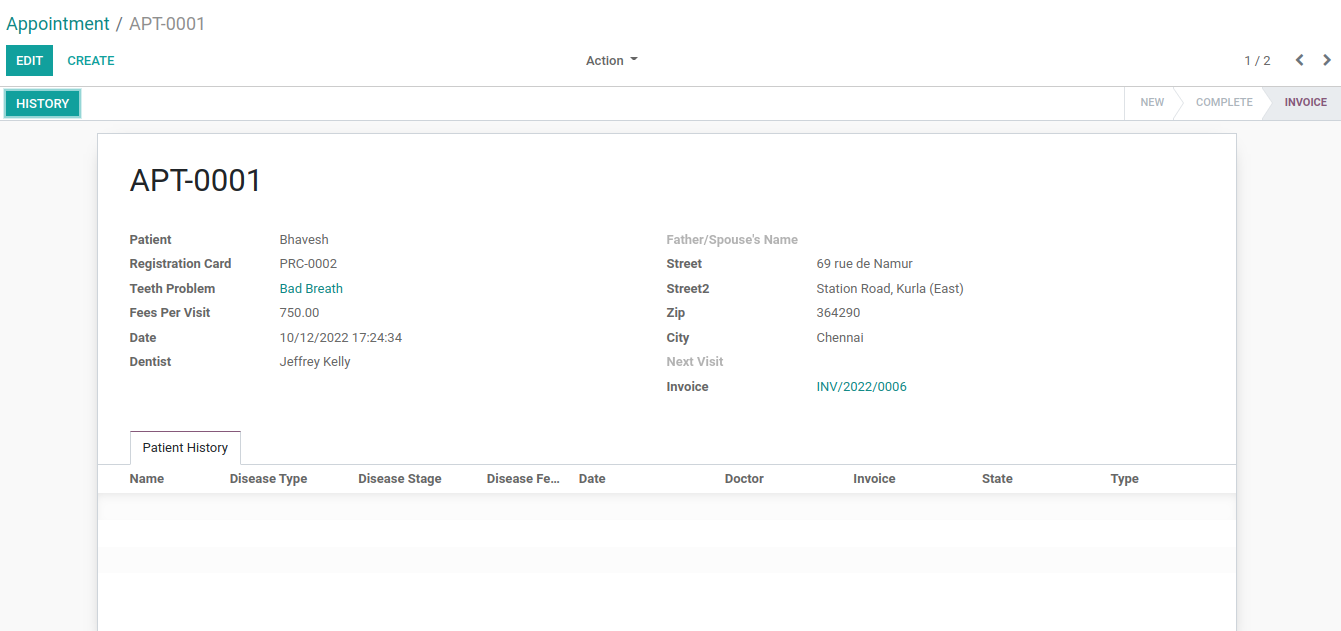 Appointment / APT-0001
EDIT CREATE Action 1 / 2
HISTORY NEW COMPLETE INVOICE
APT-0001
Patient Bhavesh Father/Spouse's Name
Registration Card PRC-0002 Street 69 rue de Namur
Teeth Problem Bad Breath Street2 Station Road, Kurla (East)
Fees Per Visit 750.00 Zip 364290
Date 10/12/2022 17:24:34 City Chennai
Dentist Jeffrey Kelly Next Visit
Invoice INV/2022/0006
Patient History
Name Disease Type Disease Stage Disease Fe... Date Doctor Invoice State Type